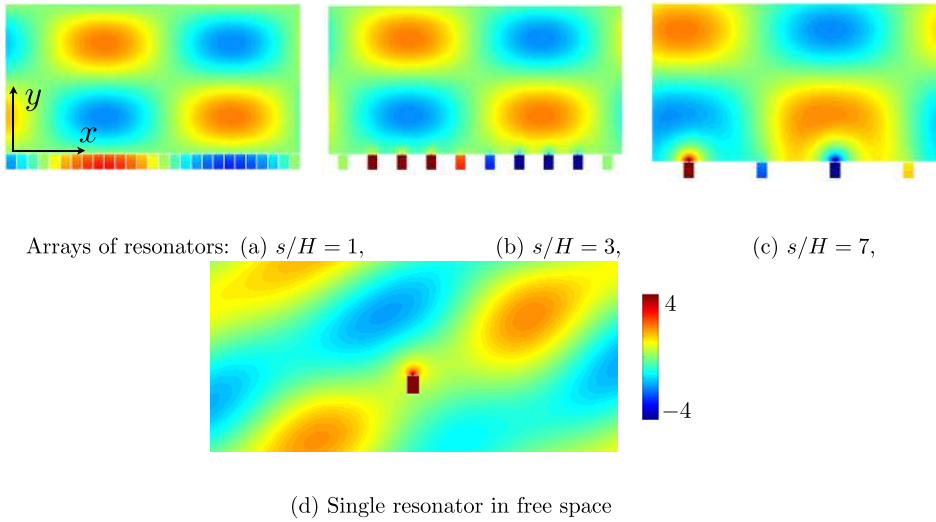 y
x
Arrays of resonators: (a) s/H = 1, (b) s/H = 3, (c) s/H = 7,
4
−4
(d) Single resonator in free space